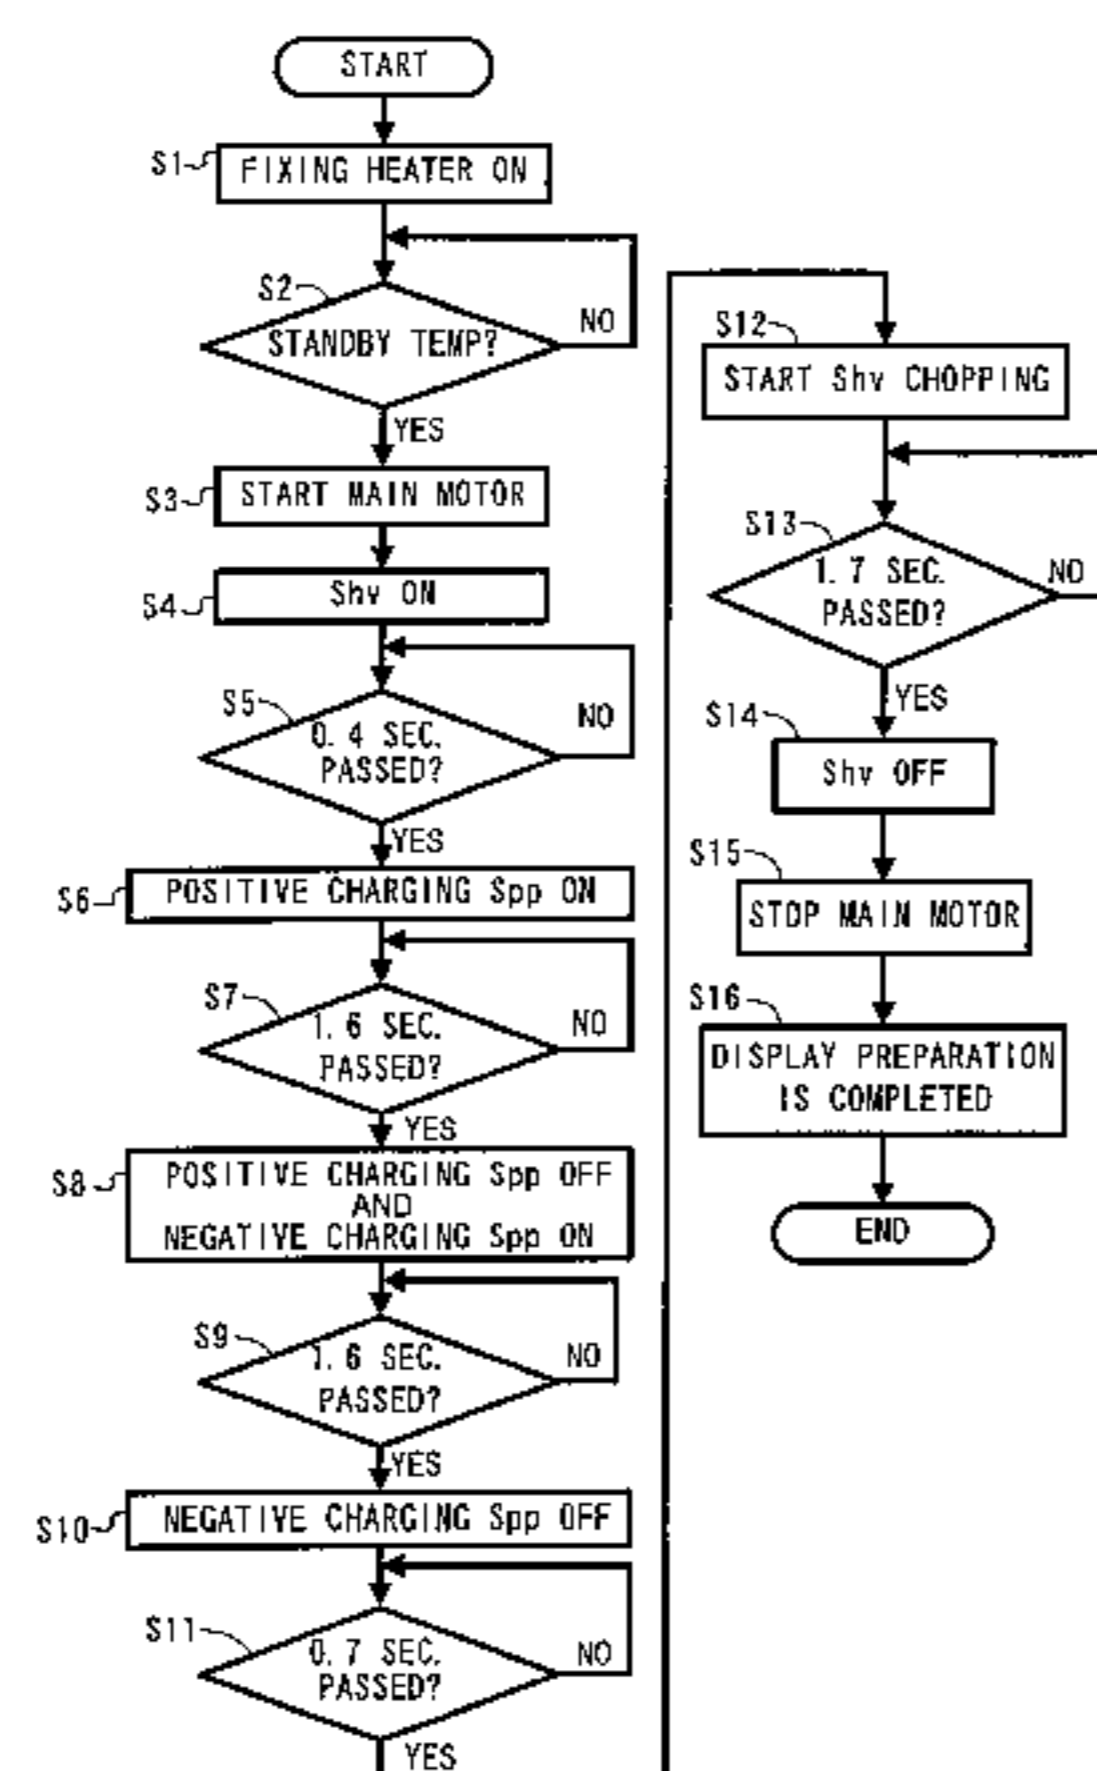 START
S1
FIXING HEATER ON
S2
STANDBY TEMP?
NO
YES
S3
START MAIN MOTOR
S4
Shv ON
S5
0.4 SEC.
PASSED?
NO
YES
S6
POSITIVE CHARGING Spp ON
S7
1.6 SEC.
PASSED?
NO
YES
S8
POSITIVE CHARGING Spp OFF
AND
NEGATIVE CHARGING Spp ON
S9
1.6 SEC.
PASSED?
NO
YES
S10
NEGATIVE CHARGING Spp OFF
S11
0.7 SEC.
PASSED?
NO
YES
S12
START Shv CHOPPING
S13
1.7 SEC.
PASSED?
NO
YES
S14
Shv OFF
S15
STOP MAIN MOTOR
S16
DISPLAY PREPARATION
IS COMPLETED
END